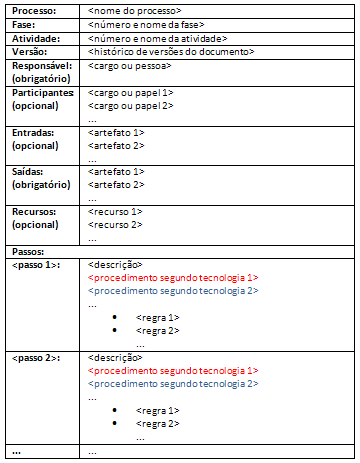 Processo: <nome do processo>
Fase: <número e nome da fase>
Atividade: <número e nome da atividade>
Versão: <histórico de versões do documento>
Responsável: <cargo ou pessoa>
(obrigatório)
Participantes: <cargo ou papel 1>
(opcional) <cargo ou papel 2>
...
Entradas: <artefato 1>
(opcional) <artefato 2>
...
Saídas: <artefato 1>
(obrigatório) <artefato 2>
...
Recursos: <recurso 1>
(opcional) <recurso 2>
...
Passos:
<passo 1>: <descrição>
<procedimento segundo tecnologia 1>
<procedimento segundo tecnologia 2>
...
• <regra 1>
• <regra 2>
...
<passo 2>: <descrição>
<procedimento segundo tecnologia 1>
<procedimento segundo tecnologia 2>
...
• <regra 1>
• <regra 2>
...
... ...